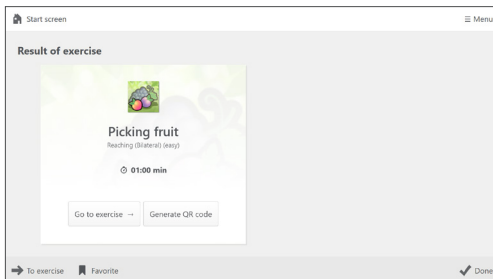 Start screen
Menu
Result of exercise
Picking fruit
Reaching (Bilateral) (easy)
01:00 min
Go to exercise →
Generate QR code
To exercise
Favorite
Done